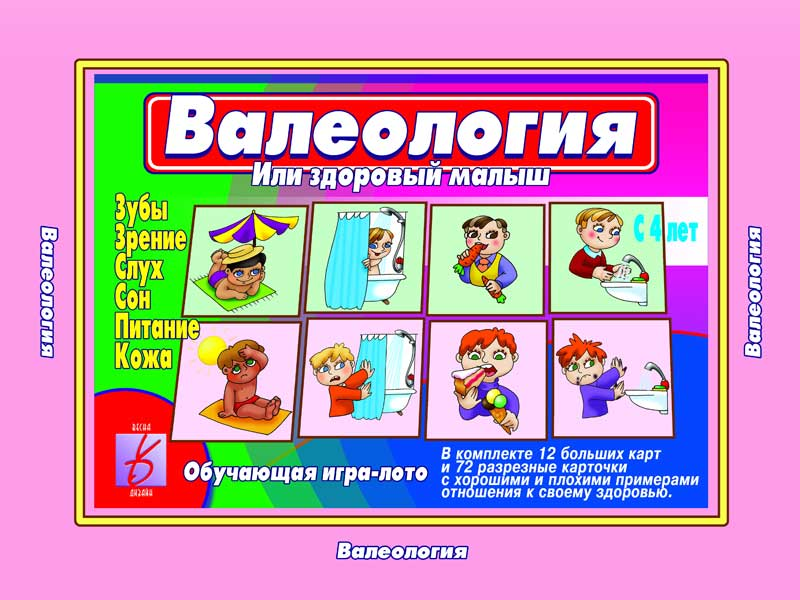 Валеология
Или здоровый малыш
Зубы
Зрение
Слух
Сон
Питание
Кожа
С 4 лет
Валеология
Валеология
ВЕСНА
ДИЗАЙН
Обучающая игра-лото
В комплекте 12 больших карт
и 72 разрезные карточки
с хорошими и плохими примерами
отношения к своему здоровью.
Валеология